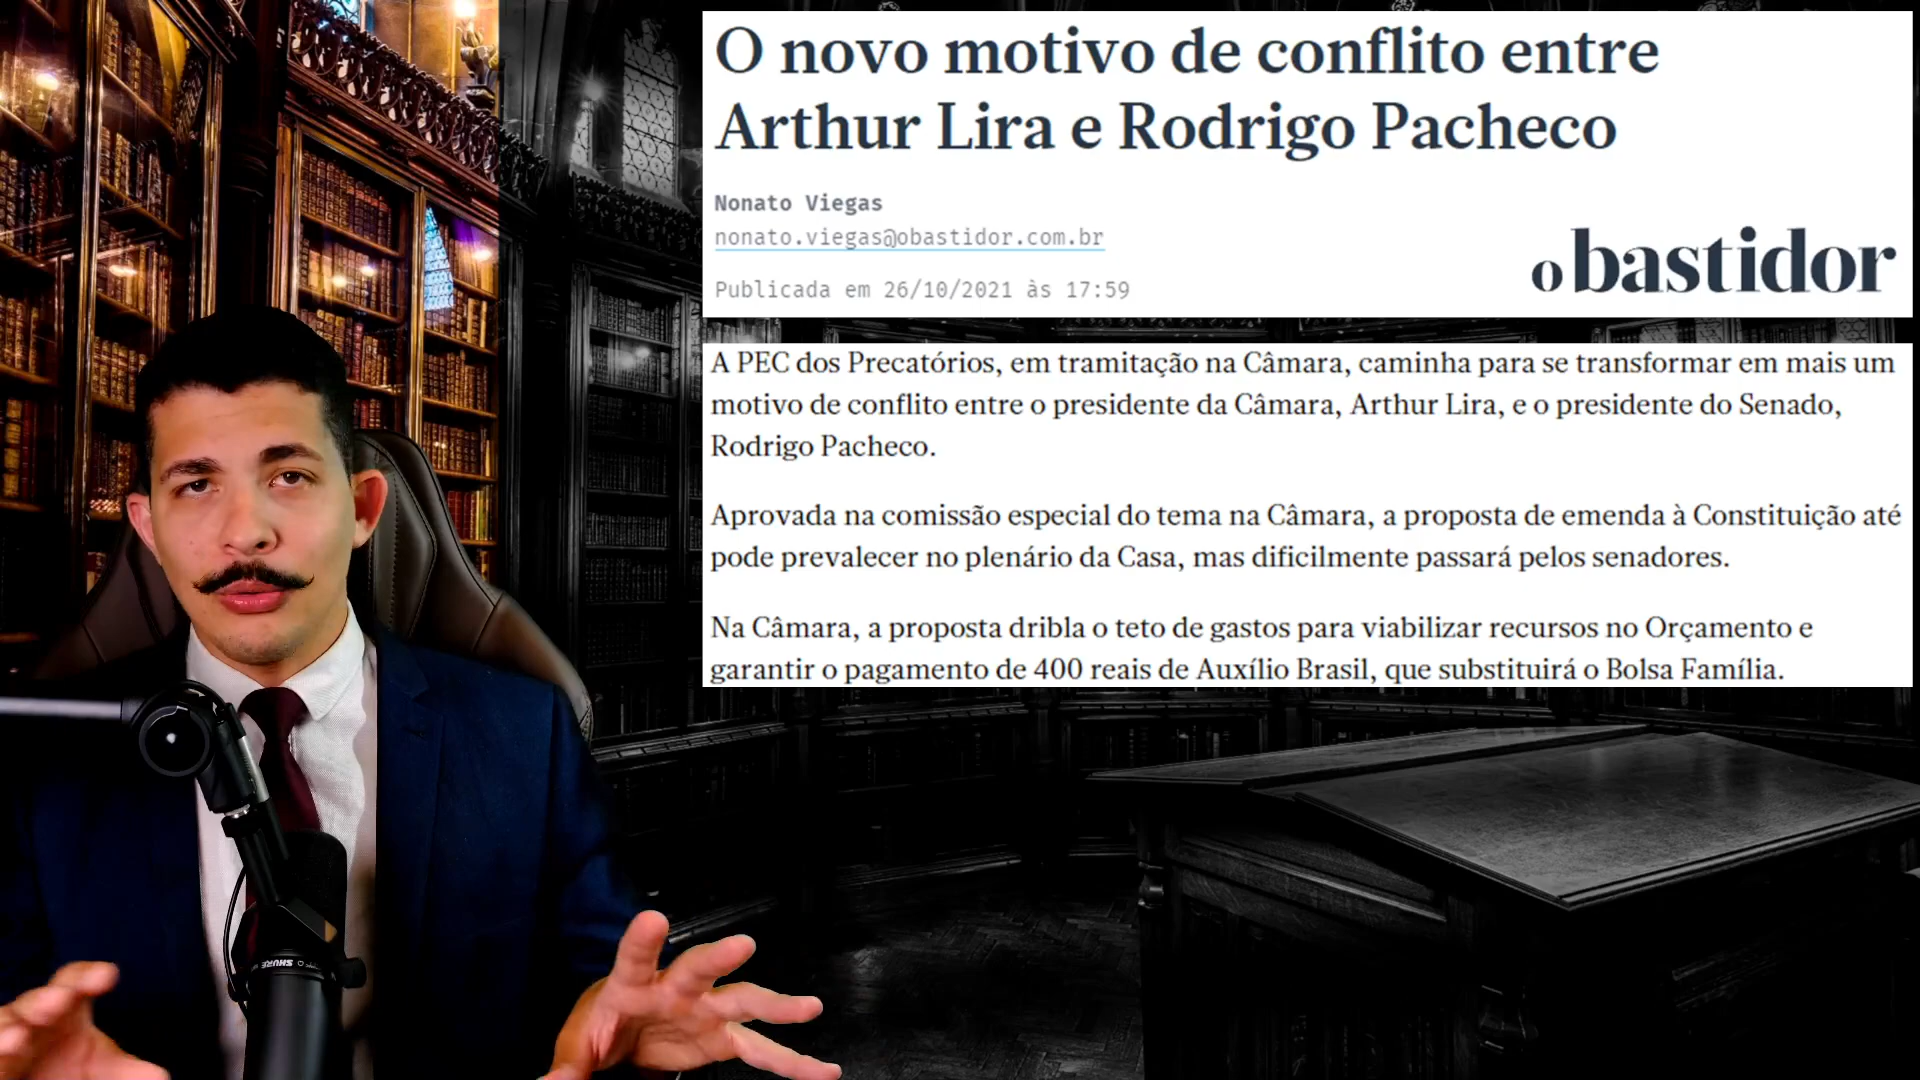 O novo motivo de conflito entre
Arthur Lira e Rodrigo Pacheco
Nonato Viegas
nonato.viegas@obastidor.com.br
Publicada em 26/10/2021 às 17:59
o bastidor
A PEC dos Precatórios, em tramitação na Câmara, caminha para se transformar em mais um
motivo de conflito entre o presidente da Câmara, Arthur Lira, e o presidente do Senado,
Rodrigo Pacheco.
Aprovada na comissão especial do tema na Câmara, a proposta de emenda à Constituição até
pode prevalecer no plenário da Casa, mas dificilmente passará pelos senadores.
Na Câmara, a proposta dribla o teto de gastos para viabilizar recursos no Orçamento e
garantir o pagamento de 400 reais de Auxílio Brasil, que substituirá o Bolsa Família.
SHURE